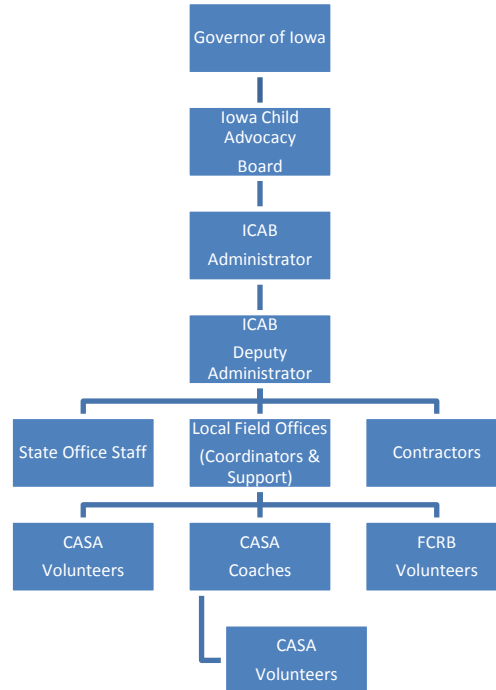 Governor of Iowa
Iowa Child
Advocacy
Board
ICAB
Administrator
ICAB
Deputy
Administrator
State Office Staff
Local Field Offices
(Coordinators &
Support)
Contractors
CASA
Volunteers
CASA
Coaches
FCRB
Volunteers
CASA
Volunteers